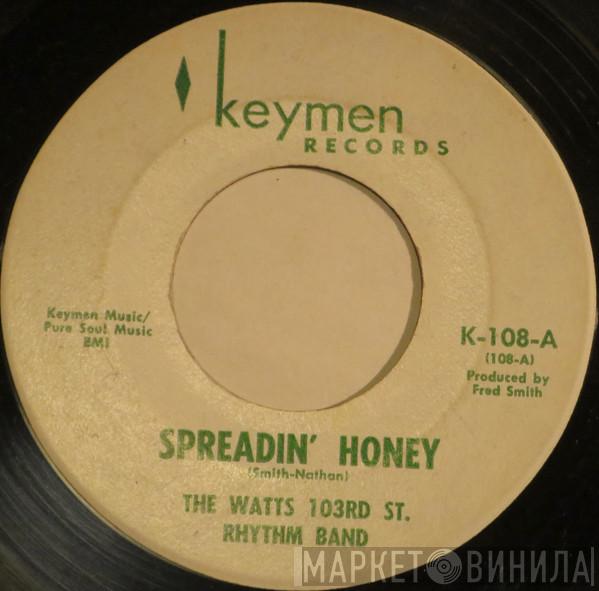 keymen
RECORDS
Keymen Music/
Pure Soul Music
BMI
K-108-A
(108-A)
Produced by
Fred Smith
SPREADIN' HONEY
(Smith-Nathan)
THE WATTS 103RD ST.
RHYTHM BAND
МАРКЕТ ВИНИЛА